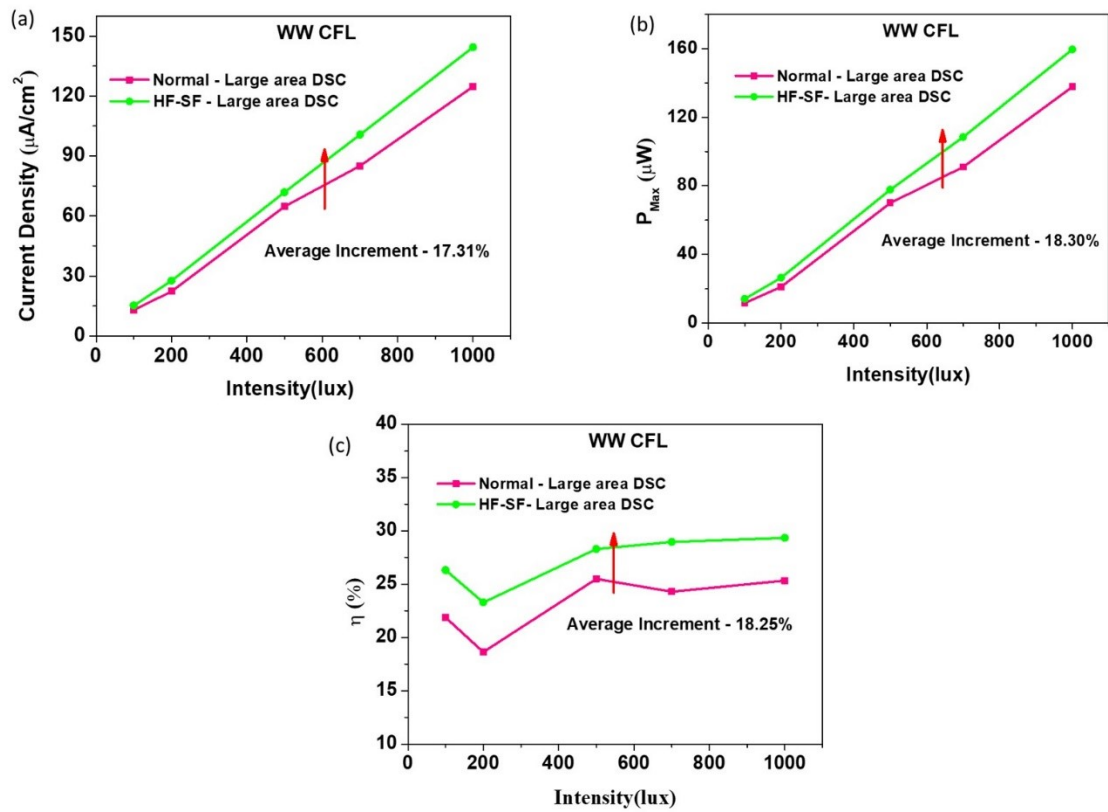 (a)
WW CFL
Normal - Large area DSC
HF-SF - Large area DSC
Average Increment - 17.31%
Current Density (μA/cm²)
150
120
90
60
30
0
0 200 400 600 800 1000
Intensity(lux)
(b)
WW CFL
Normal - Large area DSC
HF-SF- Large area DSC
Average Increment - 18.30%
P_Max (μW)
160
120
80
40
0
0 200 400 600 800 1000
Intensity(lux)
(c)
WW CFL
Normal - Large area DSC
HF-SF- Large area DSC
Average Increment - 18.25%
η (%)
40
35
30
25
20
15
10
0 200 400 600 800 1000
Intensity(lux)